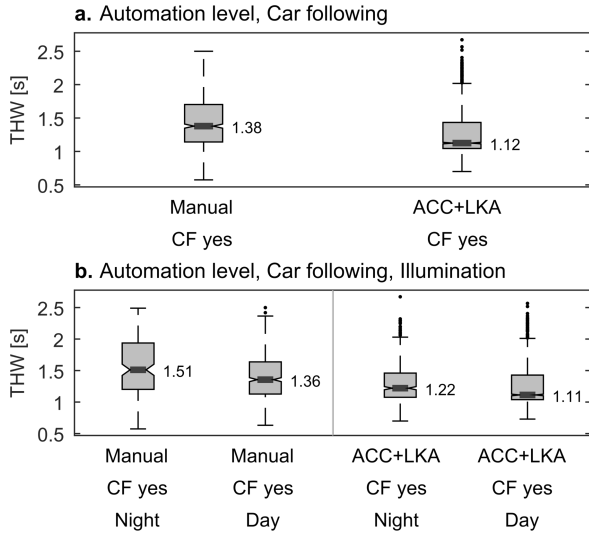 a. Automation level, Car following
THW [s]
2.5
2
1.5
1
0.5
1.38
1.12
Manual ACC+LKA
CF yes CF yes
b. Automation level, Car following, Illumination
THW [s]
2.5
2
1.5
1
0.5
1.51
1.36
1.22
1.11
Manual Manual ACC+LKA ACC+LKA
CF yes CF yes CF yes CF yes
Night Day Night Day